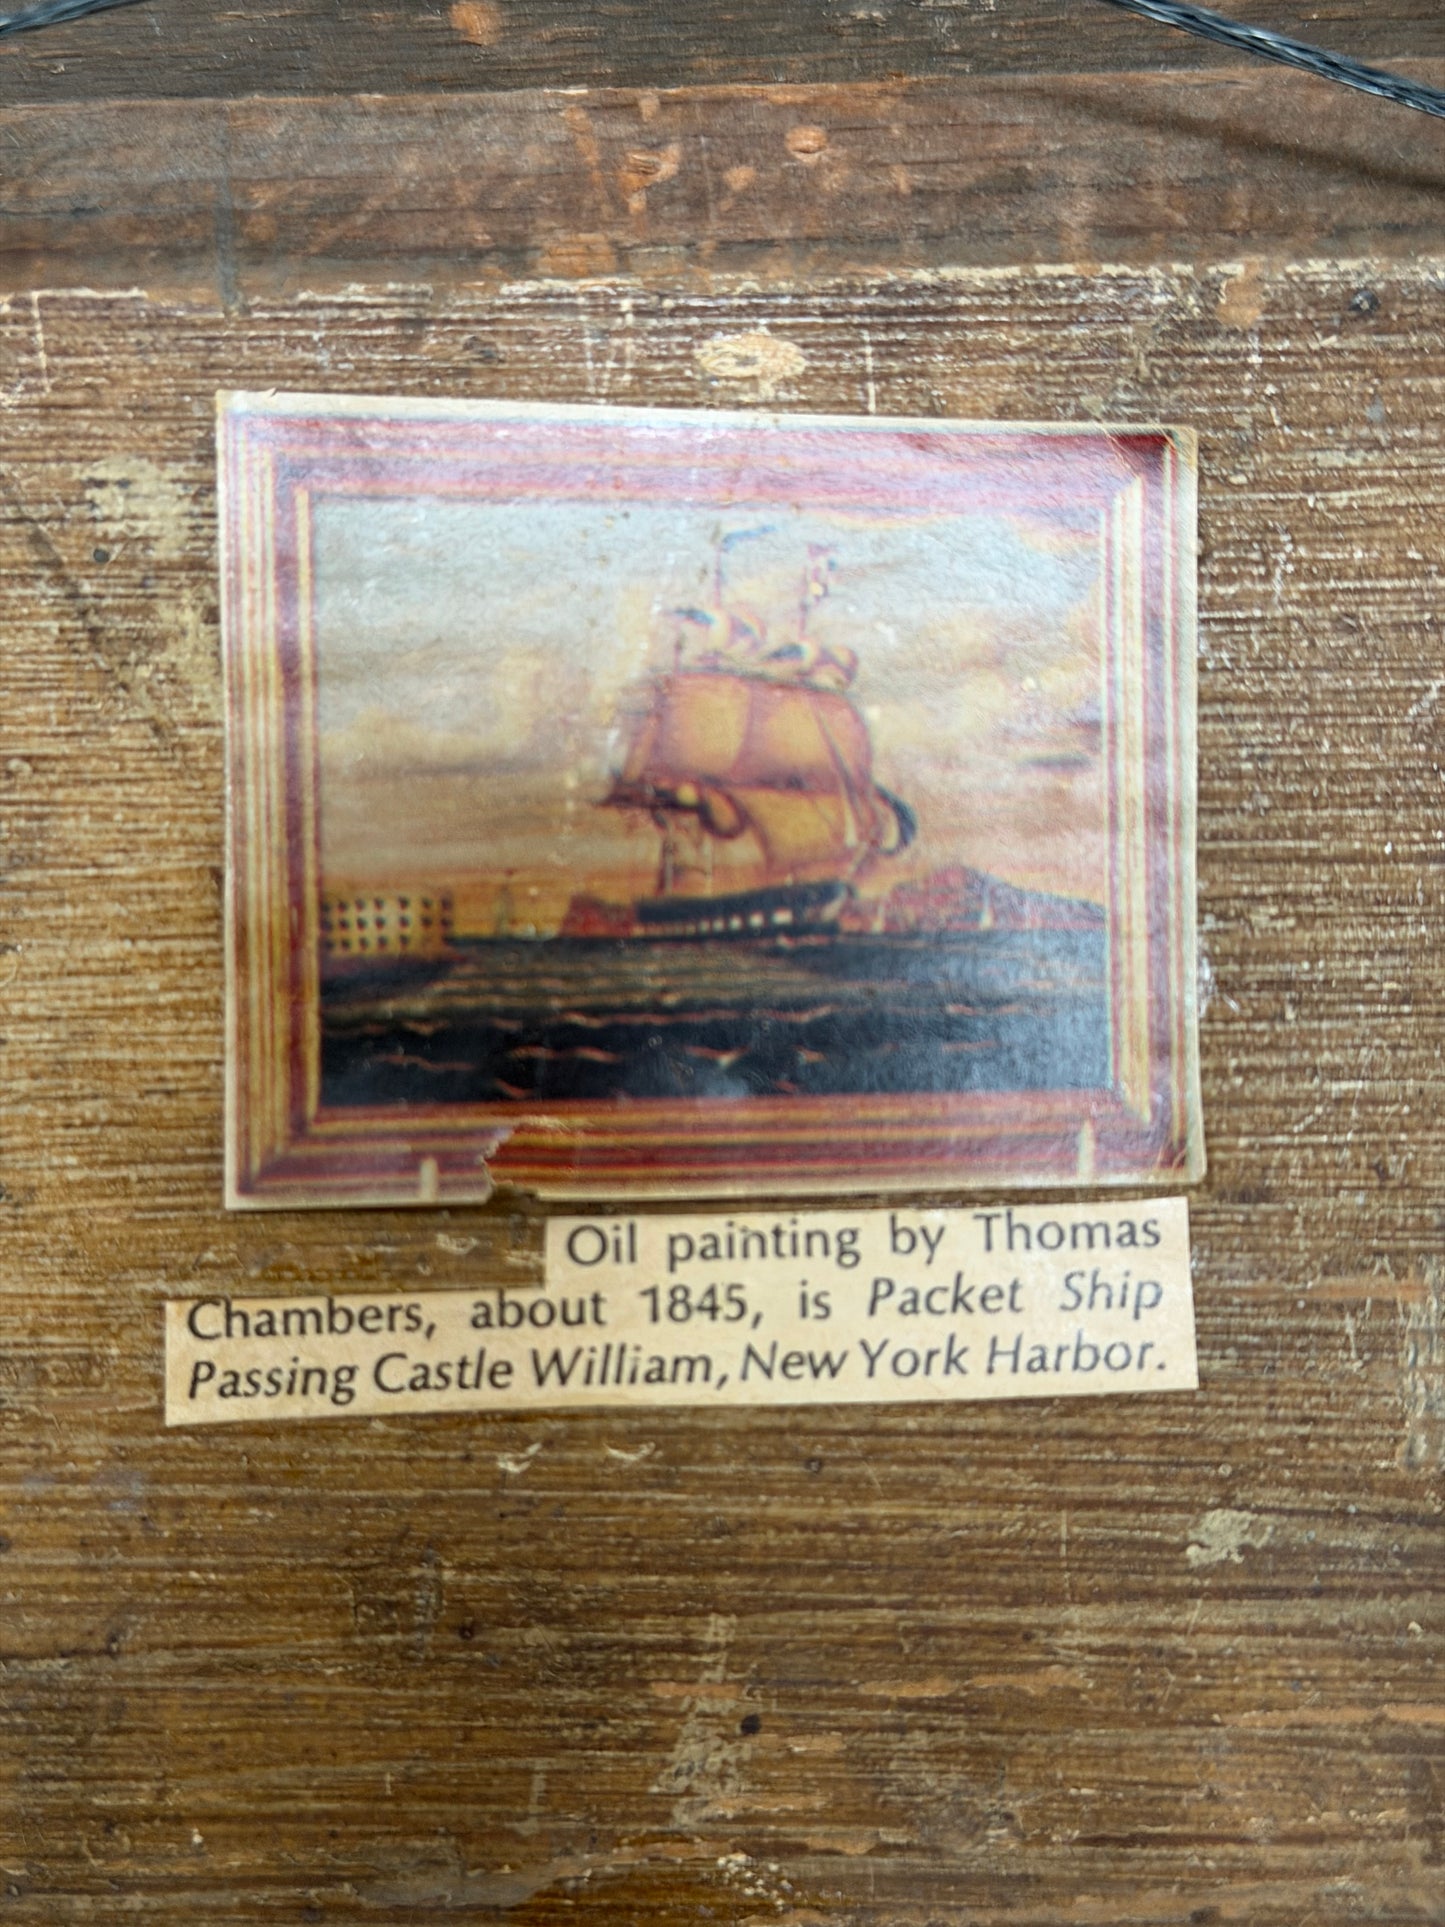 Oil painting by Thomas
Chambers, about 1845, is Packet Ship
Passing Castle William, New York Harbor.